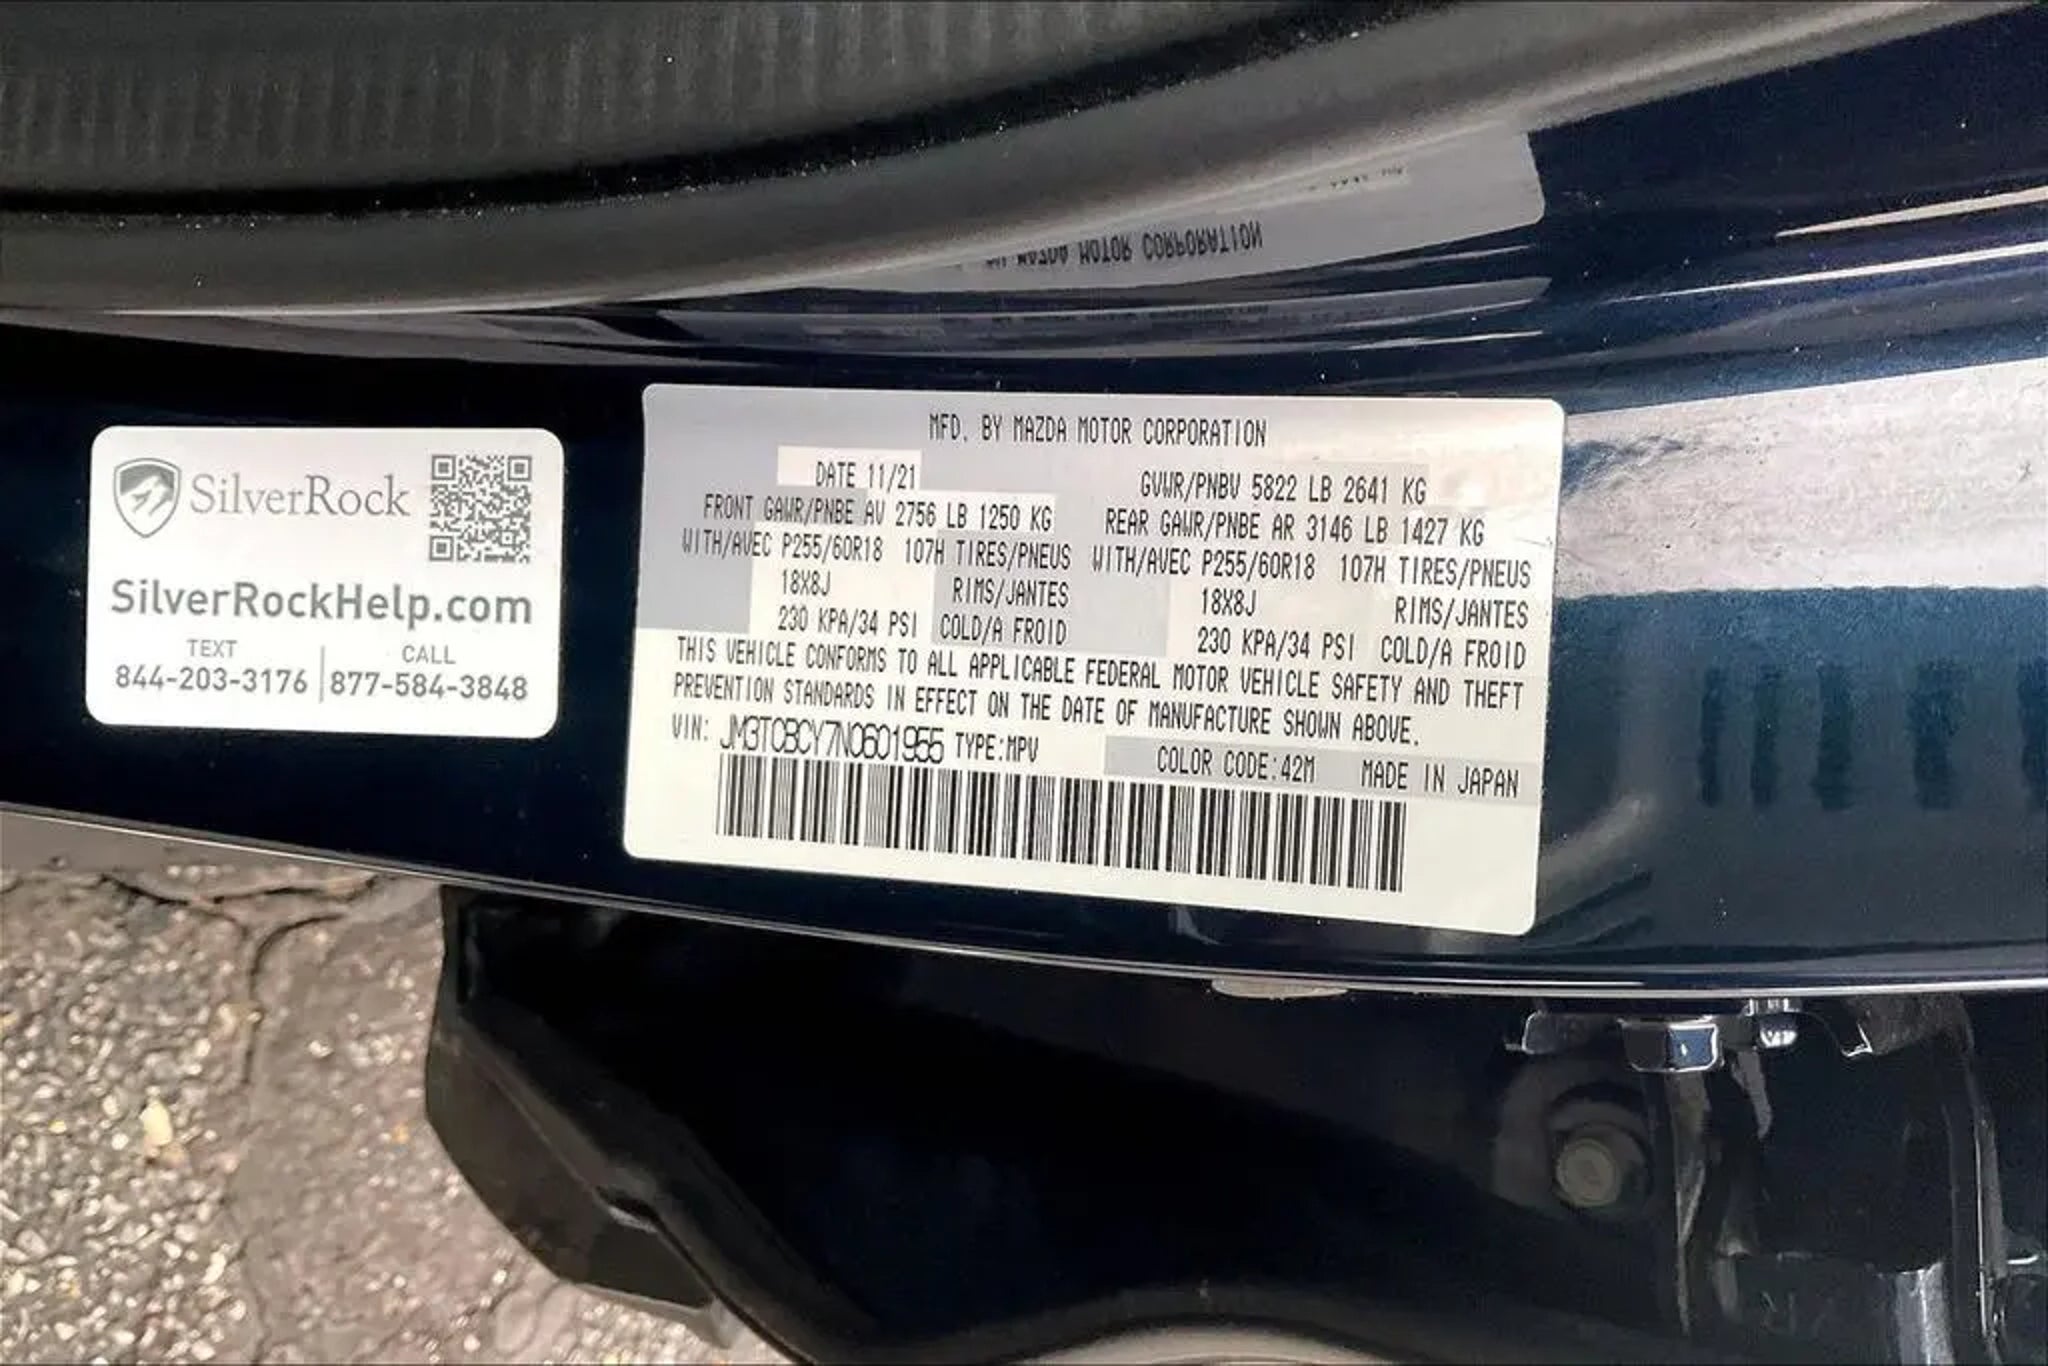 SilverRock
SilverRockHelp.com
TEXT
844-203-3176
CALL
877-584-3848
MFD. BY MAZDA MOTOR CORPORATION
DATE 11/21
GVWR/PNBV 5822 LB 2641 KG
FRONT GAWR/PNBE AV 2756 LB 1250 KG
REAR GAWR/PNBE AR 3146 LB 1427 KG
WITH/AVEC P255/60R18 107H TIRES/PNEUS
WITH/AVEC P255/60R18 107H TIRES/PNEUS
18X8J RIMS/JANTES
18X8J RIMS/JANTES
230 KPA/34 PSI COLD/A FROID
230 KPA/34 PSI COLD/A FROID
THIS VEHICLE CONFORMS TO ALL APPLICABLE FEDERAL MOTOR VEHICLE SAFETY AND THEFT
PREVENTION STANDARDS IN EFFECT ON THE DATE OF MANUFACTURE SHOWN ABOVE.
VIN: JM3TCBCY7N0601955 TYPE:MPV COLOR CODE:42M MADE IN JAPAN
MAZDA MOTOR CORPORATION